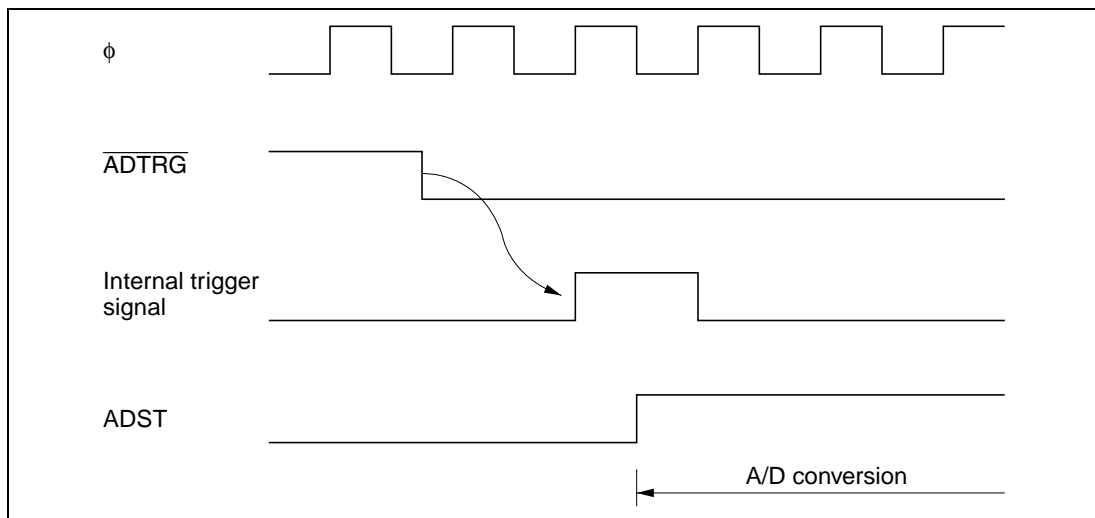 ϕ
ADTRG
Internal trigger
signal
ADST
A/D conversion